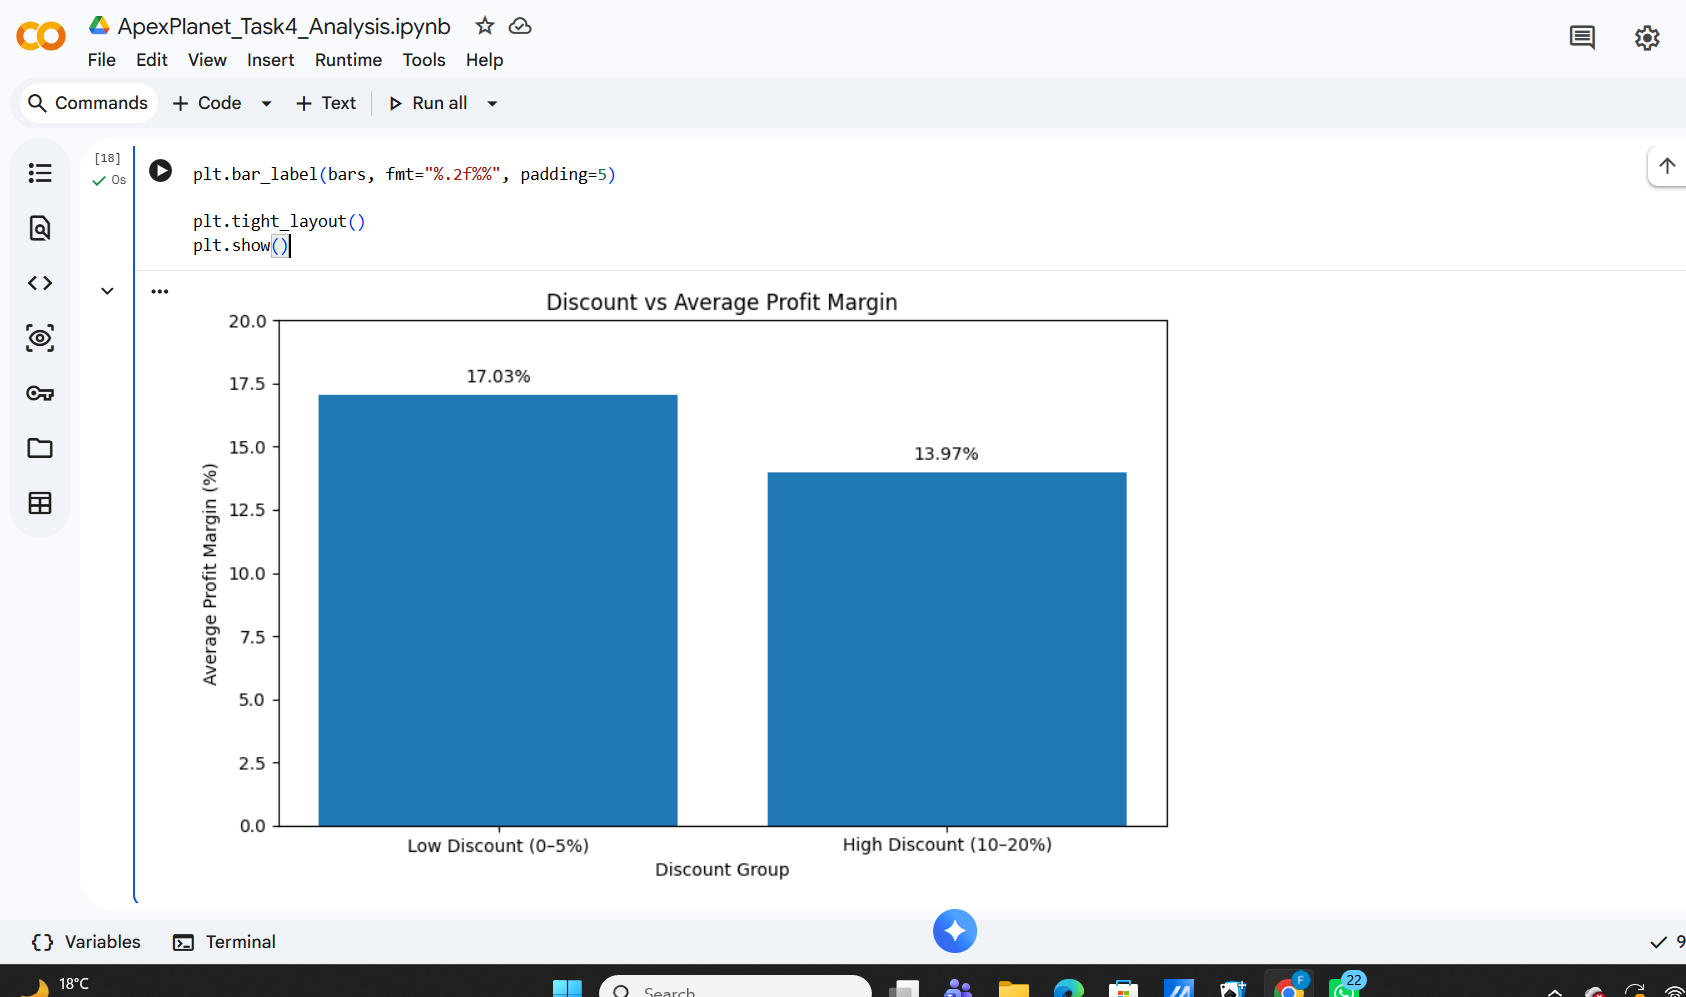 ApexPlanet_Task4_Analysis.ipynb
File Edit View Insert Runtime Tools Help
Commands + Code + Text Run all
[18]
0s
plt.bar_label(bars, fmt="%.2f%%", padding=5)
plt.tight_layout()
plt.show()
Discount vs Average Profit Margin
20.0
17.5
15.0
12.5
10.0
7.5
5.0
2.5
0.0
Average Profit Margin (%)
17.03%
13.97%
Low Discount (0–5%) High Discount (10–20%)
Discount Group
Variables Terminal
9
18°C
Search
F
22